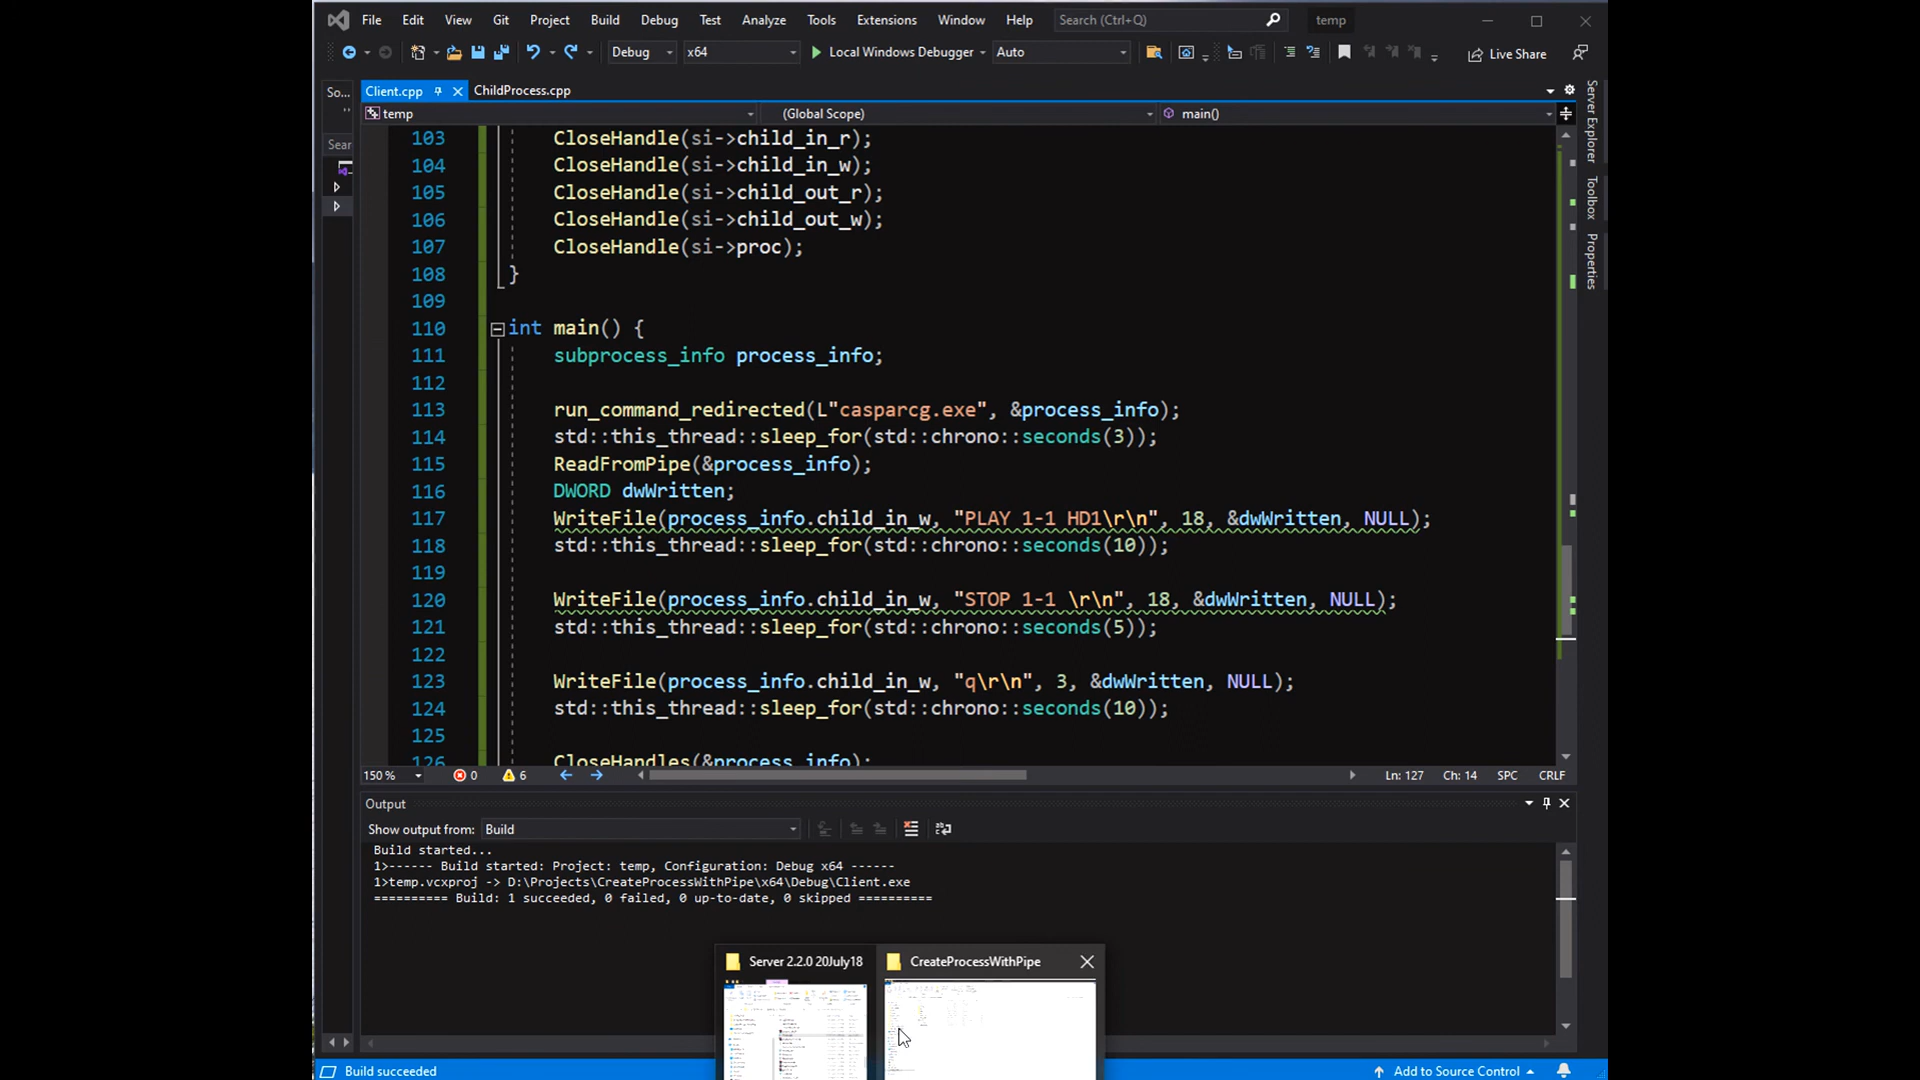 File Edit View Git Project Build Debug Test Analyze Tools Extensions Window Help Search (Ctrl+Q) temp
Debug x64 Local Windows Debugger Auto Live Share
So... Client.cpp ChildProcess.cpp
temp (Global Scope) main()
Sear
103 CloseHandle(si->child_in_r);
104 CloseHandle(si->child_in_w);
105 CloseHandle(si->child_out_r);
106 CloseHandle(si->child_out_w);
107 CloseHandle(si->proc);
108 }
109
110 int main() {
111 subprocess_info process_info;
112
113 run_command_redirected(L"casparcg.exe", &process_info);
114 std::this_thread::sleep_for(std::chrono::seconds(3));
115 ReadFromPipe(&process_info);
116 DWORD dwWritten;
117 WriteFile(process_info.child_in_w, "PLAY 1-1 HD1\r\n", 18, &dwWritten, NULL);
118 std::this_thread::sleep_for(std::chrono::seconds(10));
119
120 WriteFile(process_info.child_in_w, "STOP 1-1 \r\n", 18, &dwWritten, NULL);
121 std::this_thread::sleep_for(std::chrono::seconds(5));
122
123 WriteFile(process_info.child_in_w, "q\r\n", 3, &dwWritten, NULL);
124 std::this_thread::sleep_for(std::chrono::seconds(10));
125
126 CloseHandles(&process_info);
Server Explorer
Toolbox
Properties
150 % 0 6 Ln: 127 Ch: 14 SPC CRLF
Output
Show output from: Build
Build started...
1>------ Build started: Project: temp, Configuration: Debug x64 ------
1>temp.vcxproj -> D:\Projects\CreateProcessWithPipe\x64\Debug\Client.exe
========== Build: 1 succeeded, 0 failed, 0 up-to-date, 0 skipped ==========
Server 2.2.0 20July18 CreateProcessWithPipe
Build succeeded Add to Source Control